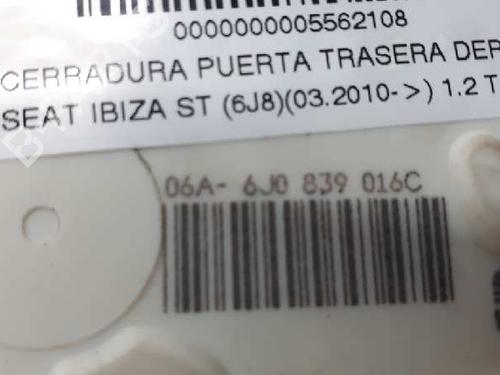 0000000005562108
CERRADURA PUERTA TRASERA DER
SEAT IBIZA ST (6J8)(03.2010->) 1.2 T
06A- 6J0 839 016C